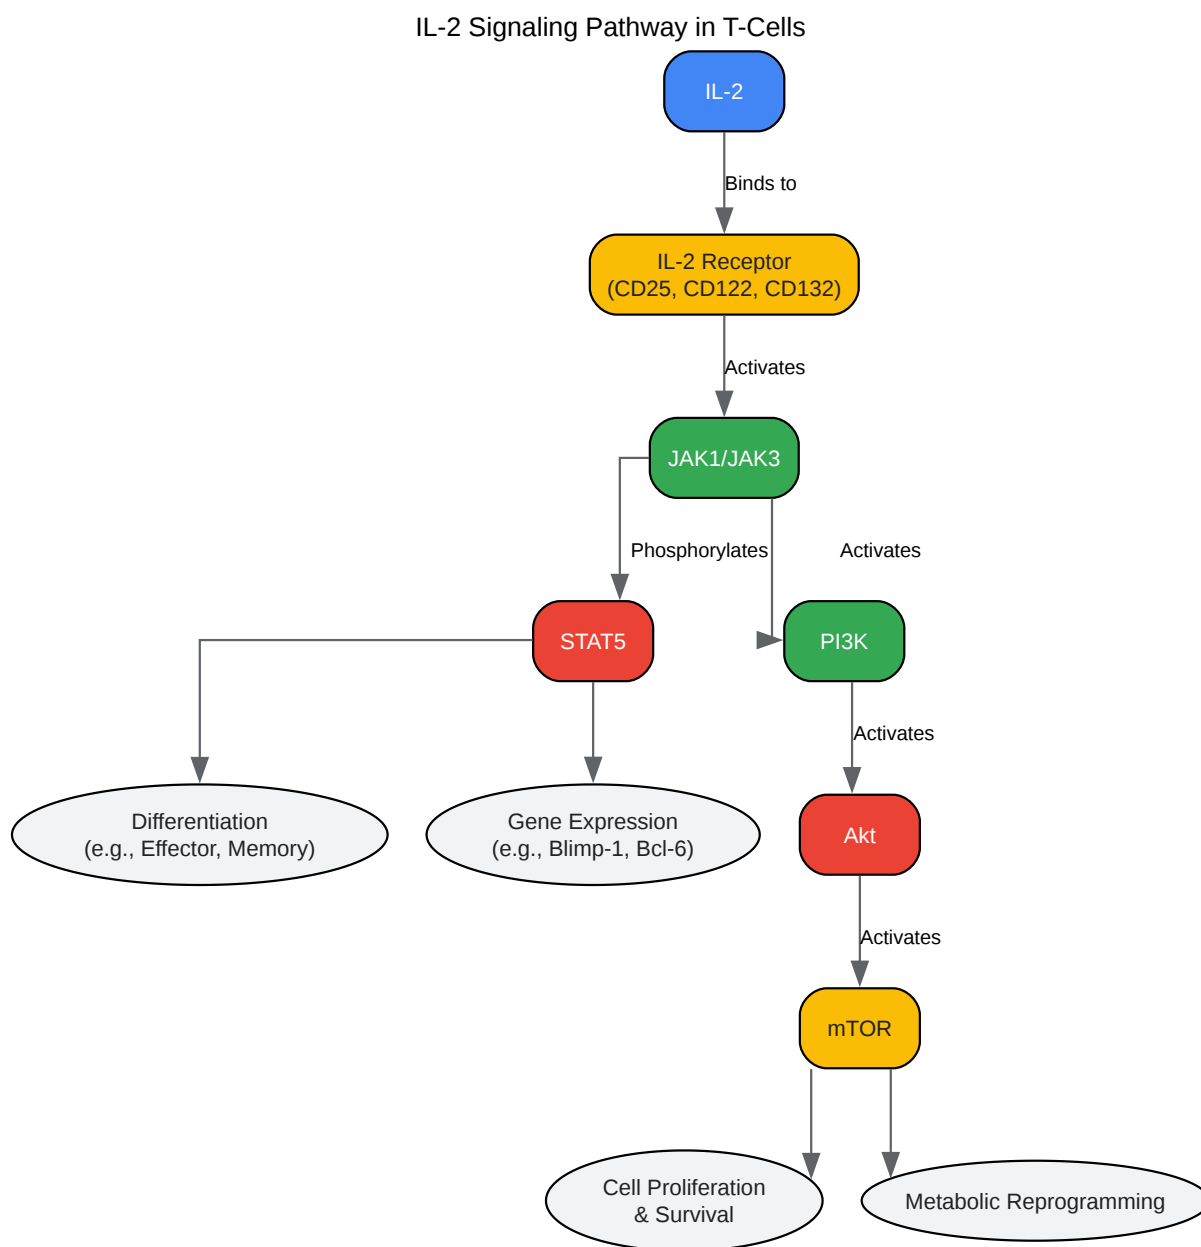 IL-2 Signaling Pathway in T-Cells
IL-2
Binds to
IL-2 Receptor
(CD25, CD122, CD132)
Activates
JAK1/JAK3
Phosphorylates
Activates
STAT5
PI3K
Activates
Differentiation
(e.g., Effector, Memory)
Gene Expression
(e.g., Blimp-1, Bcl-6)
Akt
Activates
mTOR
Cell Proliferation
& Survival
Metabolic Reprogramming